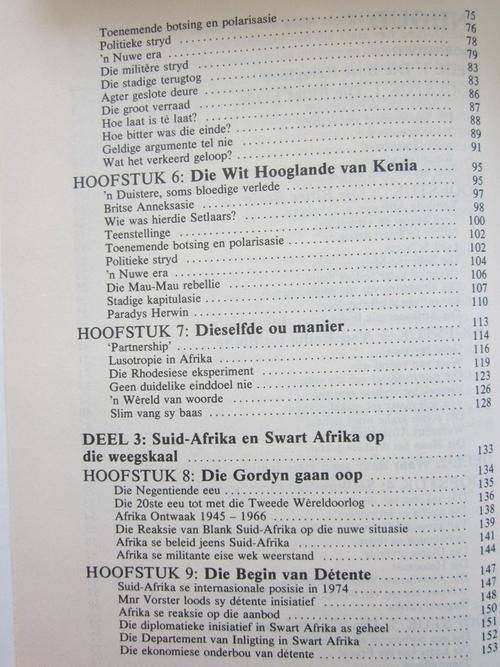 Toenemende botsing en polarisasie 75
Politieke stryd 76
'n Nuwe era 78
Die militêre stryd 79
Die stadige terugtog 83
Agter geslote deure 83
Die groot verraad 86
Hoe laat is té laat? 87
Hoe bitter was die einde? 88
Geldige argumente tel nie 89
Wat het verkeerd geloop? 91
HOOFSTUK 6: Die Wit Hooglande van Kenia 95
'n Duistere, soms bloedige verlede 95
Britse Anneksasie 97
Wie was hierdie Setlaars? 98
Teenstellinge 100
Toenemende botsing en polarisasie 102
Politieke stryd 102
'n Nuwe era 104
Die Mau-Mau rebellie 106
Stadige kapitulasie 107
Paradys Herwin 110
HOOFSTUK 7: Dieselfde ou manier 113
'Partnership' 114
Lusotropie in Afrika 116
Die Rhodesiese eksperiment 119
Geen duidelike einddoel nie 123
'n Wêreld van woorde 126
Slim vang sy baas 128
DEEL 3: Suid-Afrika en Swart Afrika op
die weegskaal 133
HOOFSTUK 8: Die Gordyn gaan oop 134
Die Negentiende eeu 135
Die 20ste eeu tot met die Tweede Wêreldoorlog 136
Afrika Ontwaak 1945 – 1966 138
Die Reaksie van Blank Suid-Afrika op die nuwe situasie 139
Afrika se beleid jeens Suid-Afrika 141
Afrika se militante eise wek weerstand 144
HOOFSTUK 9: Die Begin van Détente 147
Suid-Afrika se internasionale posisie in 1974 147
Mnr Vorster loods sy détente inisiatief 148
Afrika se reaksie op die aanbod 150
Die diplomatieke inisiatief in Swart Afrika as geheel 151
Die Departement van Inligting in Swart Afrika 152
Die ekonomiese onderbou van détente 153